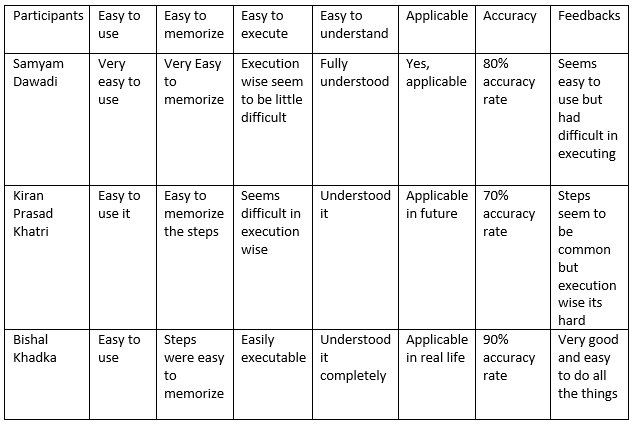 Participants
Easy to
use
Easy to
memorize
Easy to
execute
Easy to
understand
Applicable
Accuracy
Feedbacks
Samyam
Dawadi
Very
easy to
use
Very Easy
to
memorize
Execution
wise seem
to be little
difficult
Fully
understood
Yes,
applicable
80%
accuracy
rate
Seems
easy to
use but
had
difficult in
executing
Kiran
Prasad
Khatri
Easy to
use it
Easy to
memorize
the steps
Seems
difficult in
execution
wise
Understood
it
Applicable
in future
70%
accuracy
rate
Steps
seem to
be
common
but
execution
wise its
hard
Bishal
Khadka
Easy to
use
Steps
were easy
to
memorize
Easily
executable
Understood
it
completely
Applicable
in real life
90%
accuracy
rate
Very good
and easy
to do all
the things